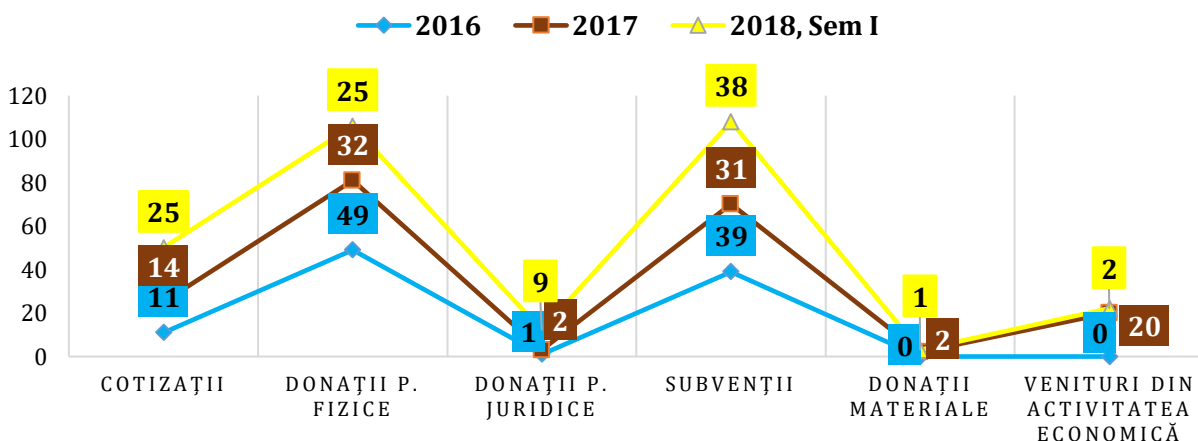 2016 2017 2018, Sem I
120
100
80
60
40
20
0
25 25 9 38 1 2
14 32 2 31 2 20
11 49 1 39 0 0
COTIZAȚII
DONAȚII P.
FIZICE
DONAȚII P.
JURIDICE
SUBVENȚII
DONAȚII
MATERIALE
VENITURI DIN
ACTIVITATEA
ECONOMICĂ